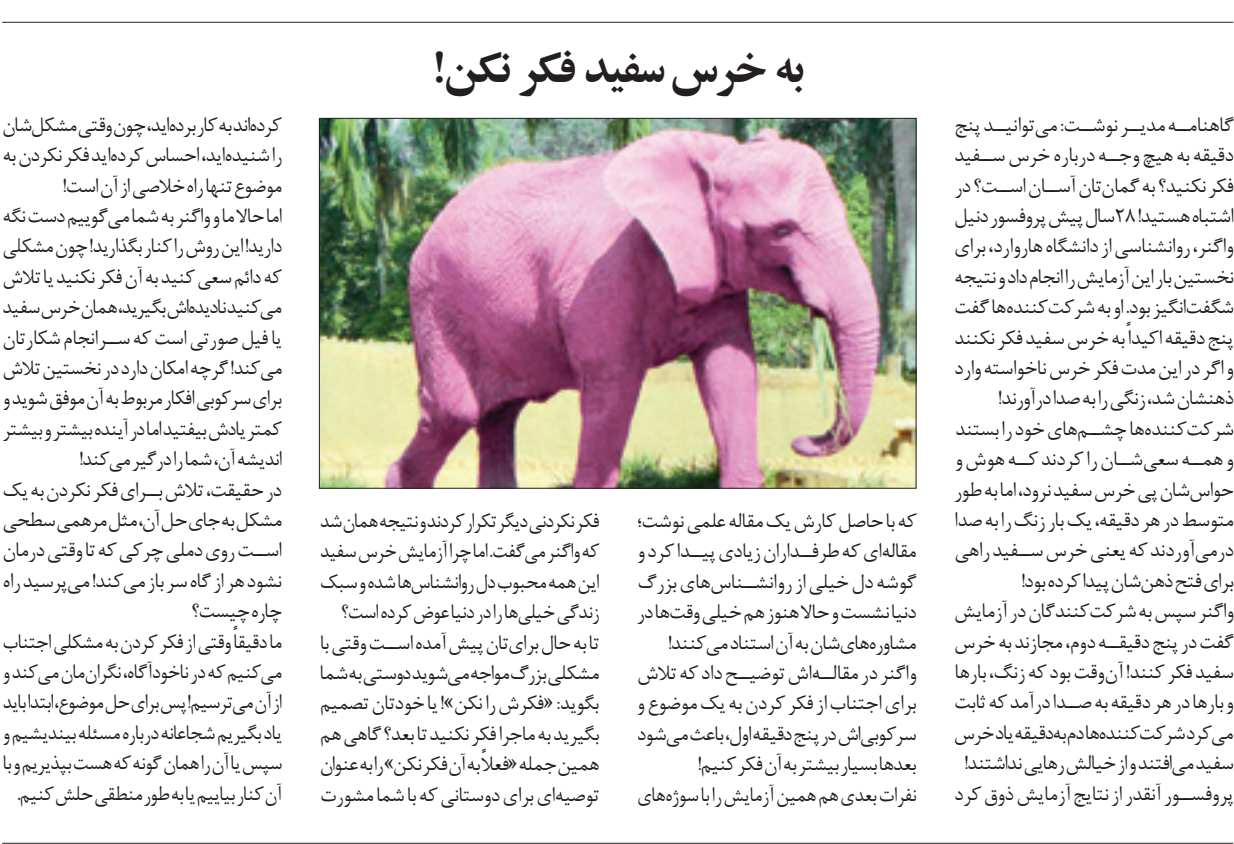 به خرس سفید فکر نکن!
گاهنامه مدیر نوشت: می‌توانید پنج
دقیقه به هیچ وجه درباره خرس سفید
فکر نکنید؟ به گمان‌تان آسان است؟ در
اشتباه هستید! ۲۸سال پیش پروفسور دنیل
واگنر، روانشناسی از دانشگاه هاروارد، برای
نخستین بار این آزمایش را انجام داد و نتیجه
شگفت‌انگیز بود. او به شرکت‌کننده‌ها گفت
پنج دقیقه اکیداً به خرس سفید فکر نکنند
و اگر در این مدت فکر خرس ناخواسته وارد
ذهنشان شد، زنگی را به صدا درآورند!
شرکت‌کننده‌ها چشم‌های خود را بستند
و همه سعی‌شان را کردند که هوش و
حواس‌شان پی خرس سفید نرود، اما به طور
متوسط در هر دقیقه، یک بار زنگ را به صدا
درمی‌آوردند که یعنی خرس سفید راهی
برای فتح ذهن‌شان پیدا کرده بود!
واگنر سپس به شرکت‌کنندگان در آزمایش
گفت در پنج دقیقه دوم، مجازند به خرس
سفید فکر کنند! آن‌وقت بود که زنگ، بارها
و بارها در هر دقیقه به صدا درآمد که ثابت
می‌کرد شرکت‌کننده‌ها دم‌به‌دقیقه یاد خرس
سفید می‌افتند و از خیالش رهایی نداشتند!
پروفسور آنقدر از نتایج آزمایش ذوق کرد
که با حاصل کارش یک مقاله علمی نوشت؛
مقاله‌ای که طرفداران زیادی پیدا کرد و
گوشه دل خیلی از روانشناس‌های بزرگ
دنیا نشست و حالا هنوز هم خیلی وقت‌ها در
مشاوره‌های‌شان به آن استناد می‌کنند!
واگنر در مقاله‌اش توضیح داد که تلاش
برای اجتناب از فکر کردن به یک موضوع و
سرکوبی‌اش در پنج دقیقه اول، باعث می‌شود
بعدها بسیار بیشتر به آن فکر کنیم!
نفرات بعدی هم همین آزمایش را با سوژه‌های
فکر نکردنی دیگر تکرار کردند و نتیجه همان شد
که واگنر می‌گفت. اما چرا آزمایش خرس سفید
این همه محبوب دل روانشناس‌ها شده و سبک
زندگی خیلی‌ها را در دنیا عوض کرده است؟
تا به حال برای‌تان پیش آمده است وقتی با
مشکلی بزرگ مواجه می‌شوید دوستی به شما
بگوید: «فکرش را نکن»! یا خودتان تصمیم
بگیرید به ماجرا فکر نکنید تا بعد؟ گاهی هم
همین جمله «فعلاً به آن فکر نکن» را به عنوان
توصیه‌ای برای دوستانی که با شما مشورت
کرده‌اند به کار برده‌اید، چون وقتی مشکل‌شان
را شنیده‌اید، احساس کرده‌اید فکر نکردن به
موضوع تنها راه خلاصی از آن است!
اما حالا ما و واگنر به شما می‌گوییم دست نگه
دارید! این روش را کنار بگذارید! چون مشکلی
که دائم سعی کنید به آن فکر نکنید یا تلاش
می‌کنید نادیده‌اش بگیرید، همان خرس سفید
یا فیل صورتی است که سرانجام شکارتان
می‌کند! گرچه امکان دارد در نخستین تلاش
برای سرکوبی افکار مربوط به آن موفق شوید و
کمتر یادش بیفتید اما در آینده بیشتر و بیشتر
اندیشه آن، شما را درگیر می‌کند!
در حقیقت، تلاش برای فکر نکردن به یک
مشکل به جای حل آن، مثل مرهمی سطحی
است روی دملی چرکی که تا وقتی درمان
نشود هر از گاه سر باز می‌کند! می‌پرسید راه
چاره چیست؟
ما دقیقاً وقتی از فکر کردن به مشکلی اجتناب
می‌کنیم که در ناخودآگاه، نگران‌مان می‌کند و
از آن می‌ترسیم! پس برای حل موضوع، ابتدا باید
یاد بگیریم شجاعانه درباره مسئله بیندیشیم و
سپس یا آن را همان گونه که هست بپذیریم و با
آن کنار بیاییم یا به طور منطقی حلش کنیم.